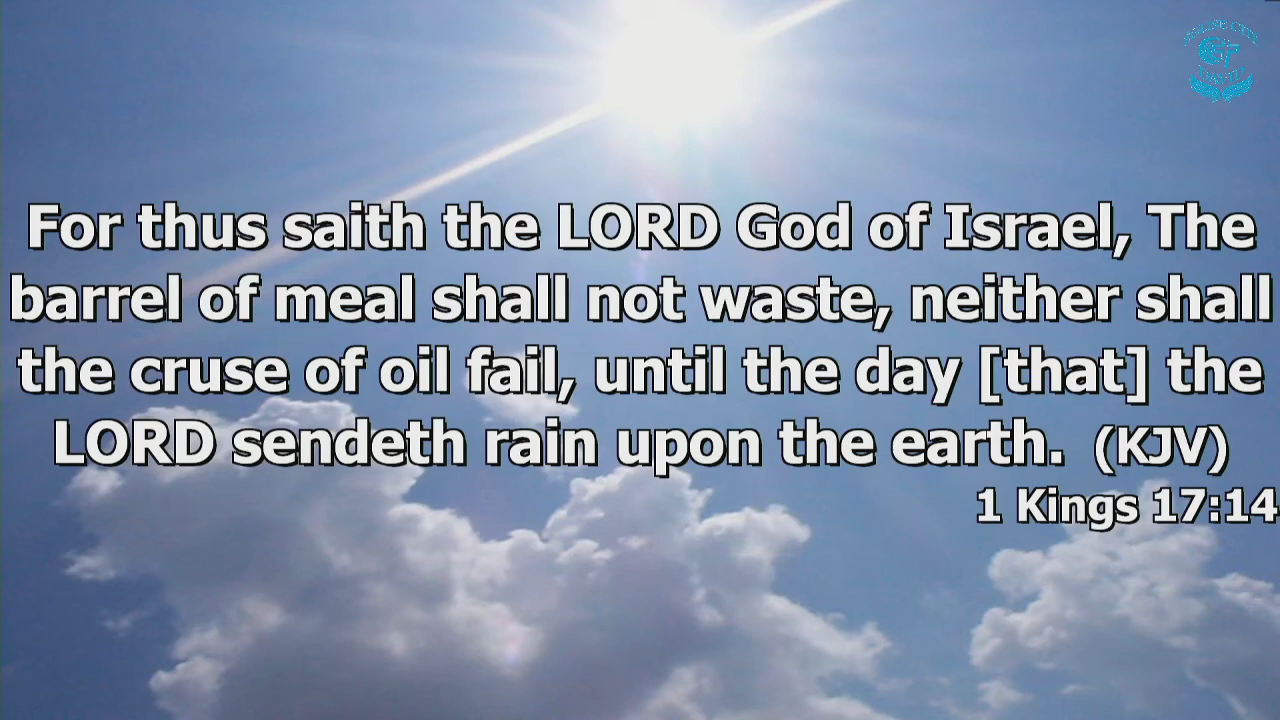 For thus saith the LORD God of Israel, The
barrel of meal shall not waste, neither shall
the cruse of oil fail, until the day [that] the
LORD sendeth rain upon the earth. (KJV)
1 Kings 17:14
DAVID